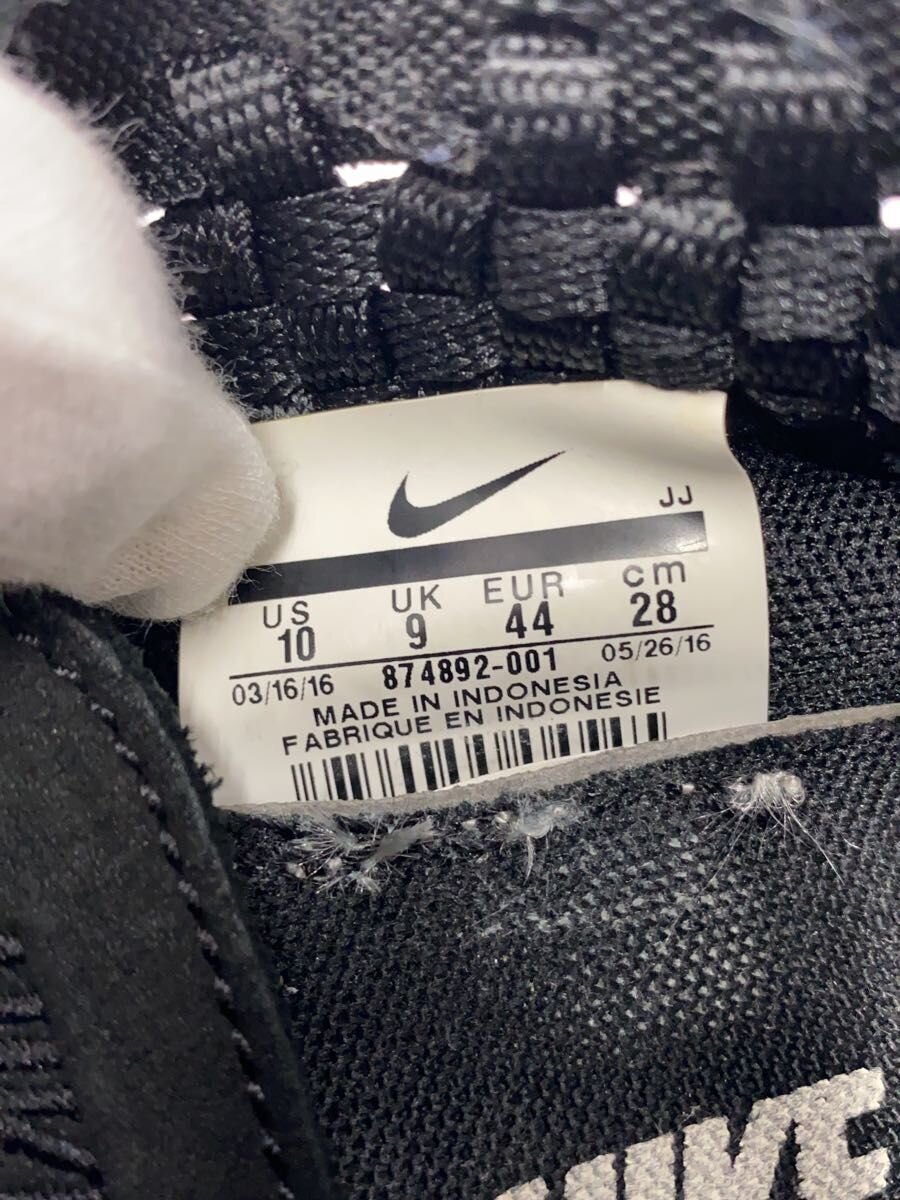 JJ
US UK EUR cm
10 9 44 28
03/16/16 874892-001 05/26/16
MADE IN INDONESIA
FABRIQUE EN INDONESIE
NIKE